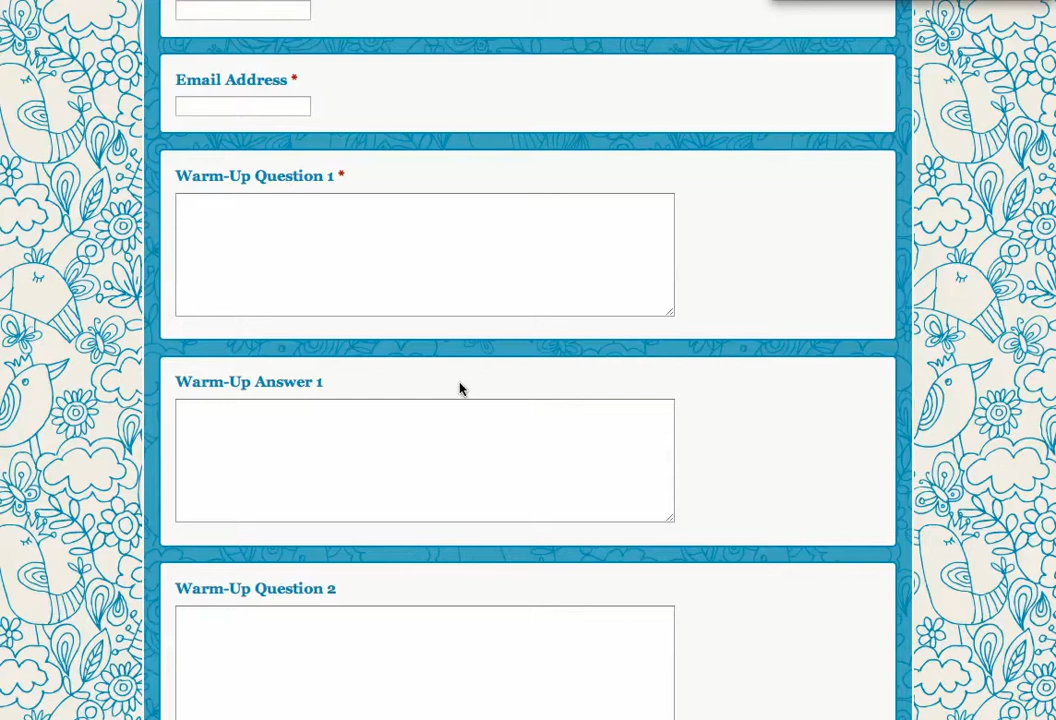 Email Address *
Warm-Up Question 1 *
Warm-Up Answer 1
Warm-Up Question 2